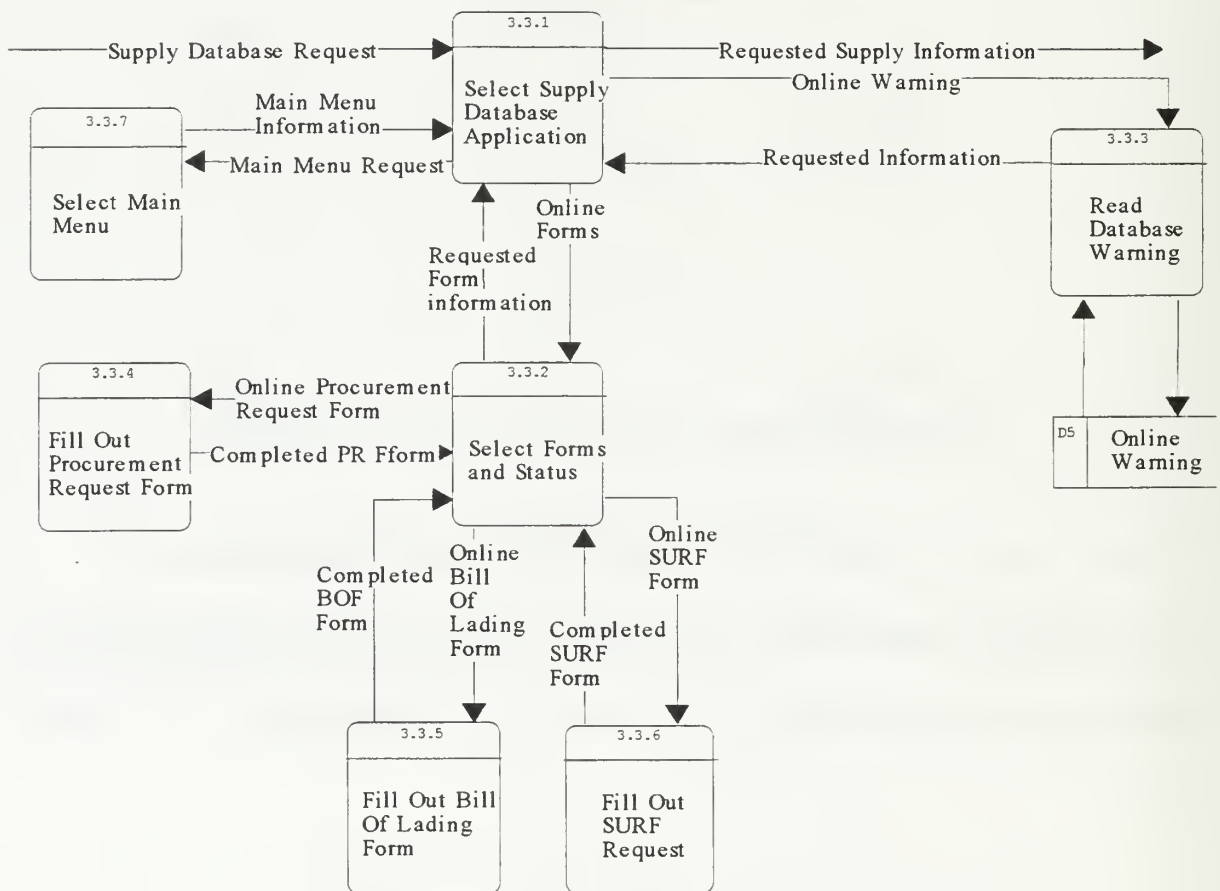 3.3.1
Supply Database Request
Requested Supply Information
Select Supply
Database
Application
Online Warning
Main Menu
Information
3.3.7
Main Menu Request
Requested Information
3.3.3
Select Main
Menu
Read
Database
Warning
Online
Forms
Requested
Form
information
3.3.4
3.3.2
Online Procurement
Request Form
Fill Out
Procurement
Request Form
Completed PR Fform
Select Forms
and Status
D5
Online
Warning
Completed
BOF
Form
Online
Bill
Of
Lading
Form
Online
SURF
Form
Completed
SURF
Form
3.3.5
3.3.6
Fill Out Bill
Of Lading
Form
Fill Out
SURF
Request